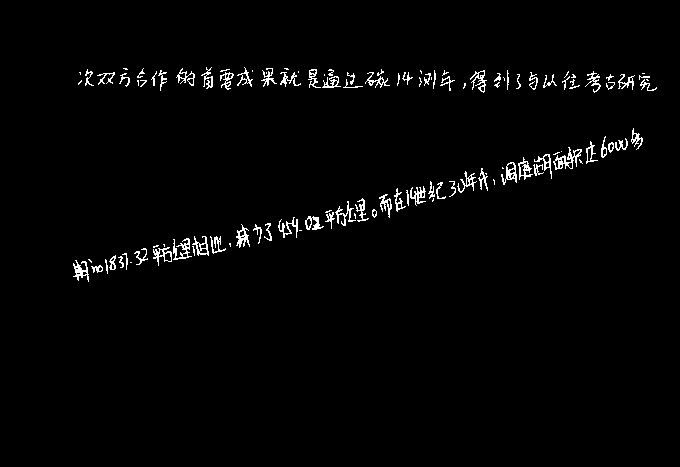 次双方合作的首要成果就是通过碳14测年,得到了与以往考古研究
期的1837.32平方公里相比,减少了454.02平方公里。而在19世纪30年代,洞庭湖面积达6000多